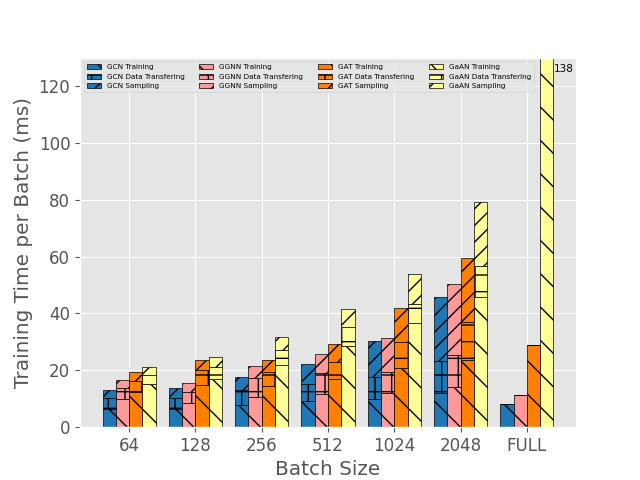 GCN Training GGNN Training GAT Training GaAN Training
GCN Data Transfering GGNN Data Transfering GAT Data Transfering GaAN Data Transfering
GCN Sampling GGNN Sampling GAT Sampling GaAN Sampling
138
120
100
80
60
40
20
0
Training Time per Batch (ms)
64 128 256 512 1024 2048 FULL
Batch Size